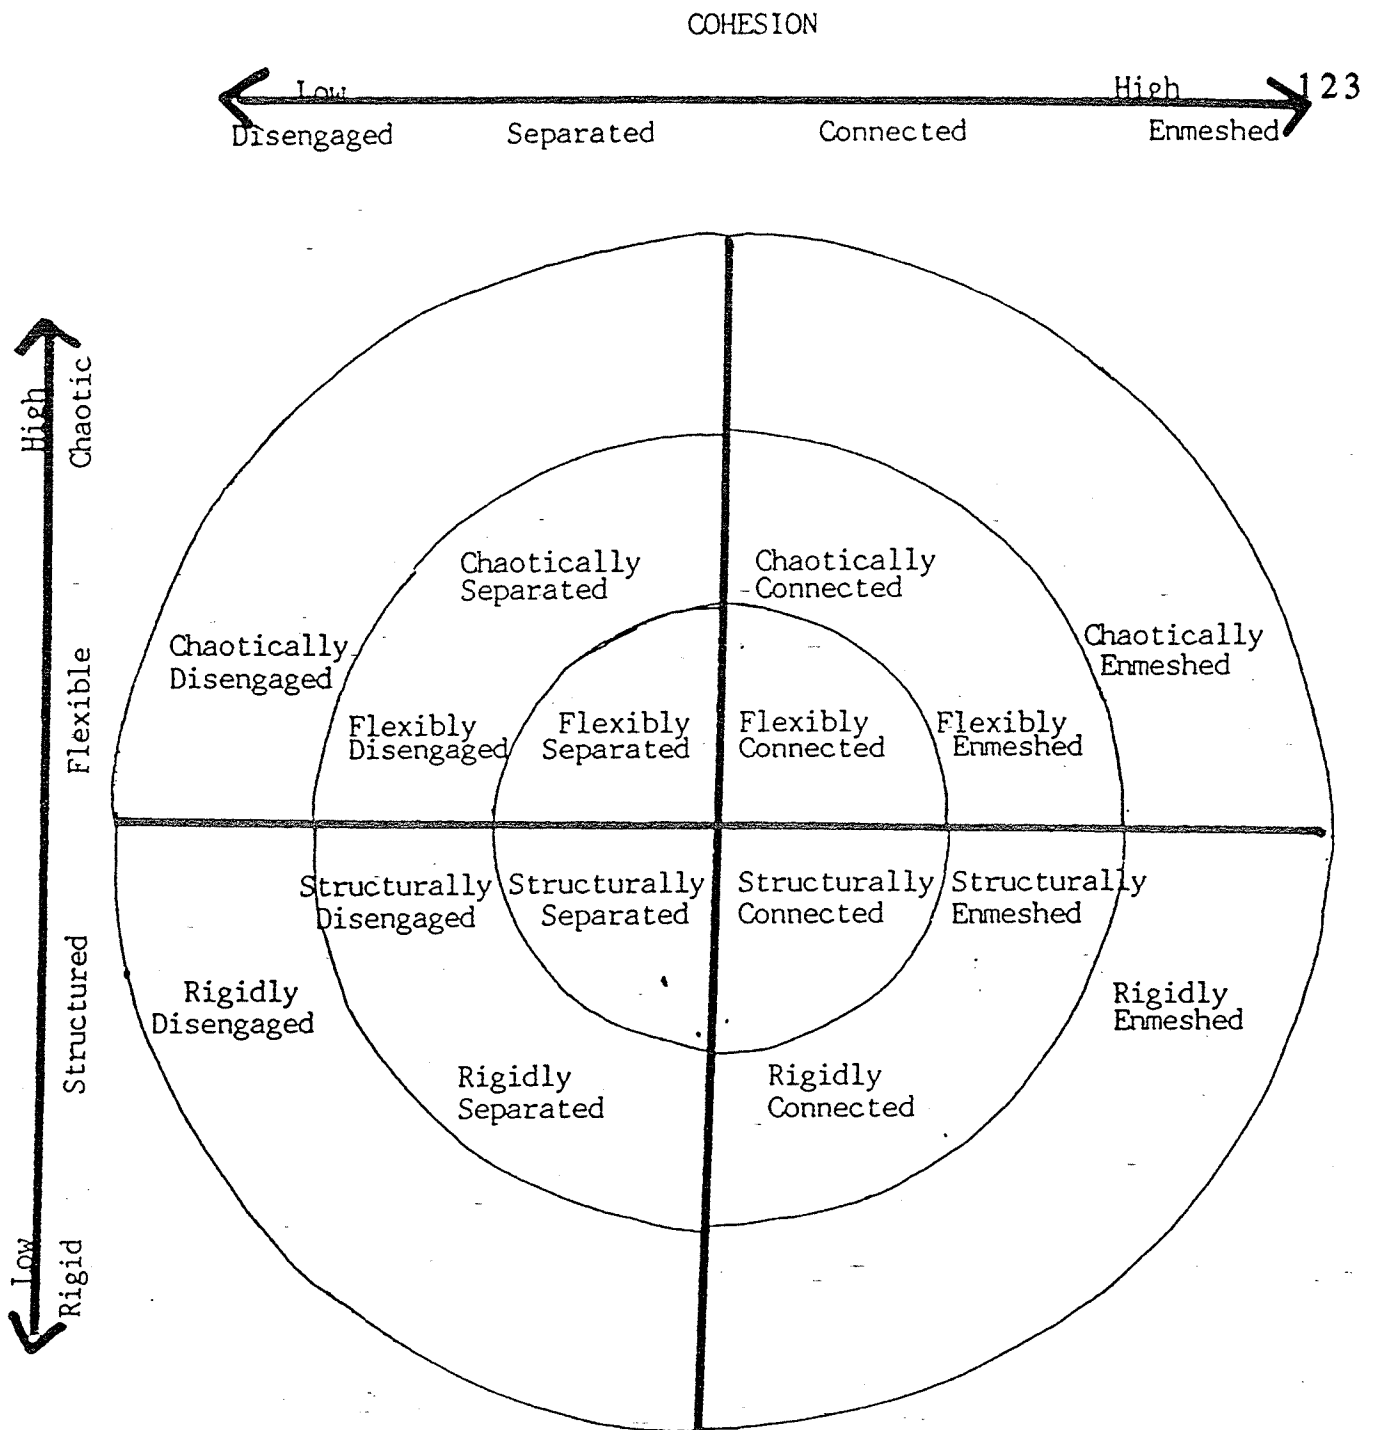 COHESION
Low
High
123
Disengaged
Separated
Connected
Enmeshed
High
Chaotic
Flexible
Structured
Low
Rigid
Chaotically
Separated
Chaotically
Connected
Chaotically
Disengaged
Chaotically
Enmeshed
Flexibly
Disengaged
Flexibly
Separated
Flexibly
Connected
Flexibly
Enmeshed
Structurally
Disengaged
Structurally
Separated
Structurally
Connected
Structurally
Enmeshed
Rigidly
Disengaged
Rigidly
Enmeshed
Rigidly
Separated
Rigidly
Connected